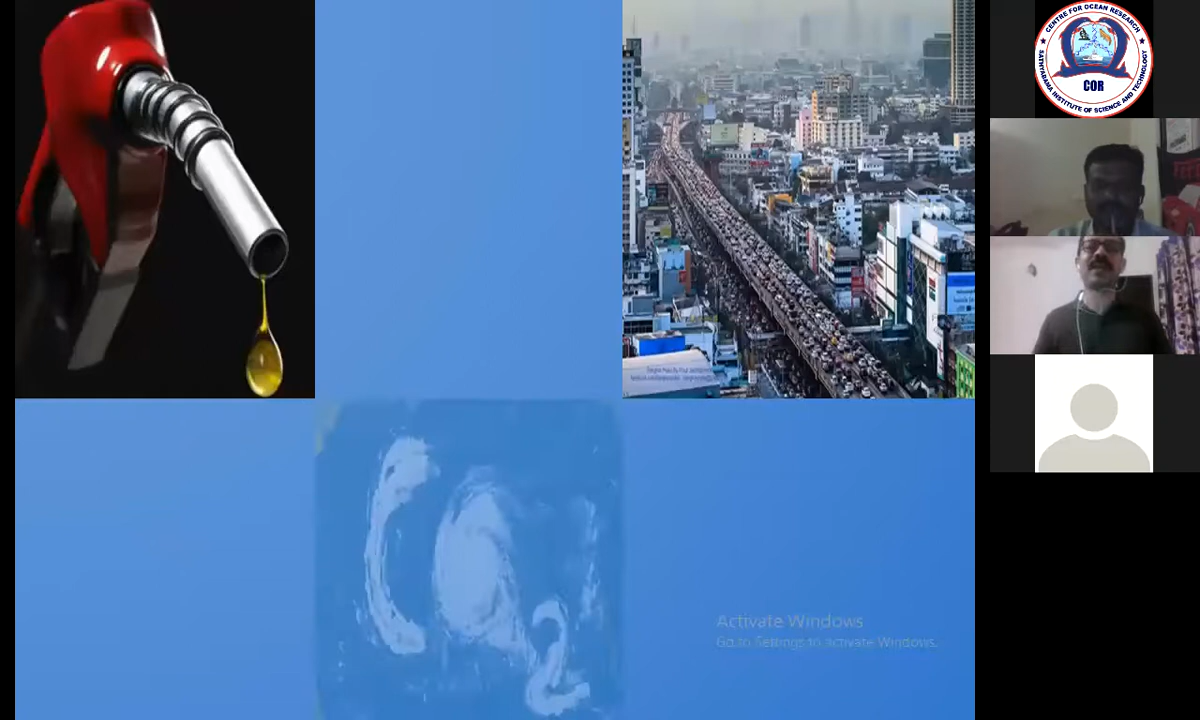 CENTRE FOR OCEAN RESEARCH
SATHYABAMA INSTITUTE OF SCIENCE AND TECHNOLOGY
COR
CO2
Activate Windows
Go to Settings to activate Windows.